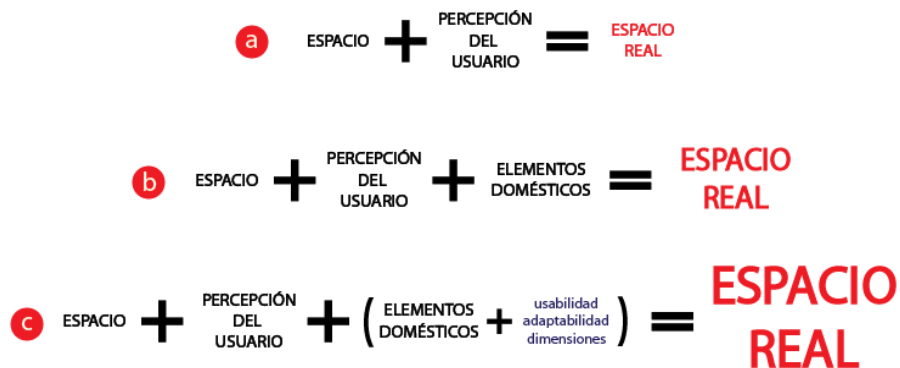 a ESPACIO + PERCEPCIÓN DEL USUARIO = ESPACIO REAL
b ESPACIO + PERCEPCIÓN DEL USUARIO + ELEMENTOS DOMÉSTICOS = ESPACIO REAL
c ESPACIO + PERCEPCIÓN DEL USUARIO + ( ELEMENTOS DOMÉSTICOS + usabilidad adaptabilidad dimensiones ) = ESPACIO REAL